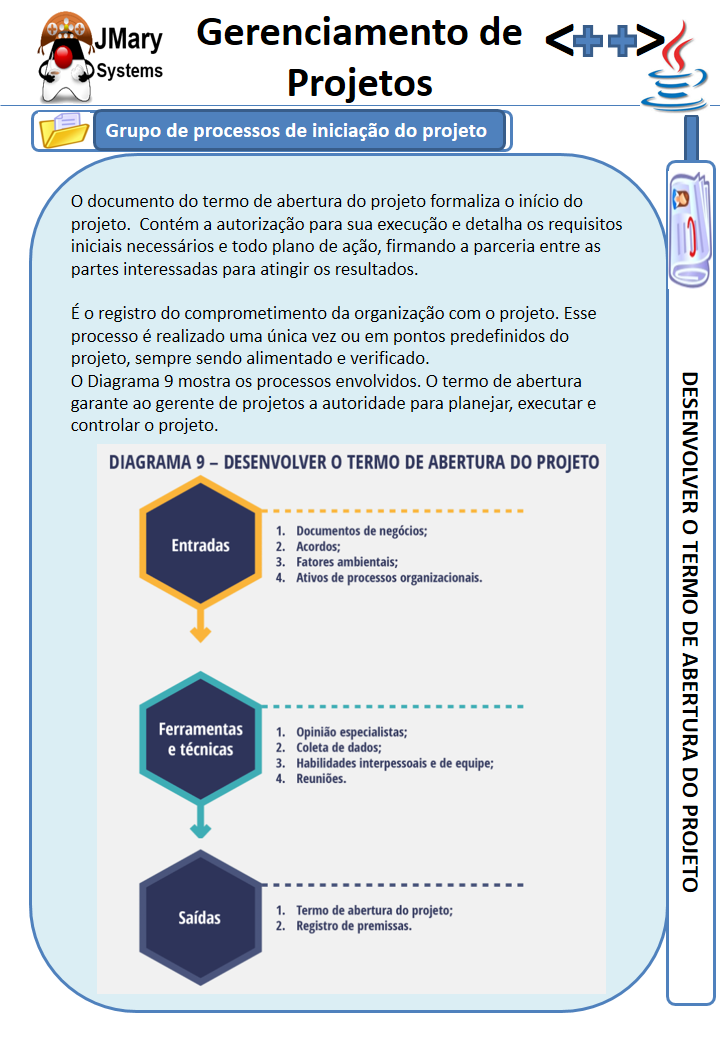 JMary
Systems
Gerenciamento de
Projetos
<++>
Grupo de processos de iniciação do projeto
O documento do termo de abertura do projeto formaliza o início do
projeto.  Contém a autorização para sua execução e detalha os requisitos
iniciais necessários e todo plano de ação, firmando a parceria entre as
partes interessadas para atingir os resultados.
É o registro do comprometimento da organização com o projeto. Esse
processo é realizado uma única vez ou em pontos predefinidos do
projeto, sempre sendo alimentado e verificado.
O Diagrama 9 mostra os processos envolvidos. O termo de abertura
garante ao gerente de projetos a autoridade para planejar, executar e
controlar o projeto.
DIAGRAMA 9 – DESENVOLVER O TERMO DE ABERTURA DO PROJETO
Entradas
1. Documentos de negócios;
2. Acordos;
3. Fatores ambientais;
4. Ativos de processos organizacionais.
Ferramentas
e técnicas
1. Opinião especialistas;
2. Coleta de dados;
3. Habilidades interpessoais e de equipe;
4. Reuniões.
Saídas
1. Termo de abertura do projeto;
2. Registro de premissas.
DESENVOLVER O TERMO DE ABERTURA DO PROJETO